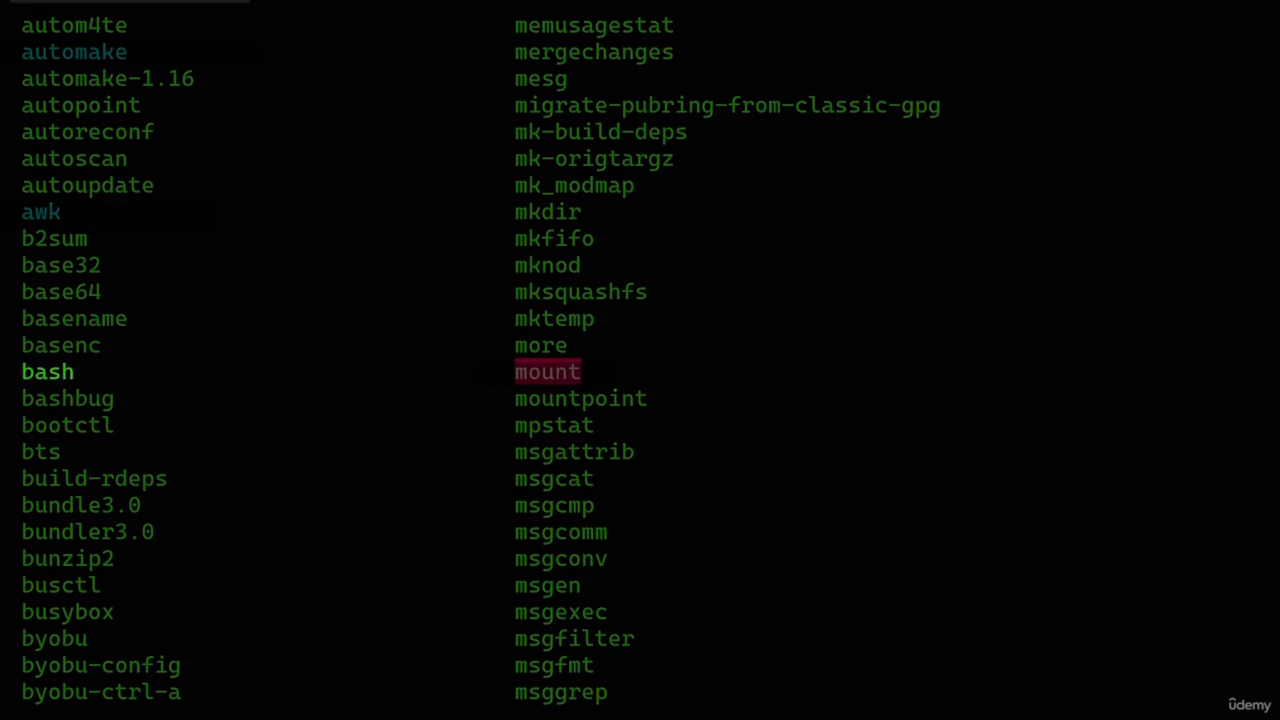 autom4te
automake
automake-1.16
autopoint
autoreconf
autoscan
autoupdate
awk
b2sum
base32
base64
basename
basenc
bash
bashbug
bootctl
bts
build-rdeps
bundle3.0
bundler3.0
bunzip2
busctl
busybox
byobu
byobu-config
byobu-ctrl-a
memusagestat
mergechanges
mesg
migrate-pubring-from-classic-gpg
mk-build-deps
mk-origtargz
mk_modmap
mkdir
mkfifo
mknod
mksquashfs
mktemp
more
mount
mountpoint
mpstat
msgattrib
msgcat
msgcmp
msgcomm
msgconv
msgen
msgexec
msgfilter
msgfmt
msggrep
udemy